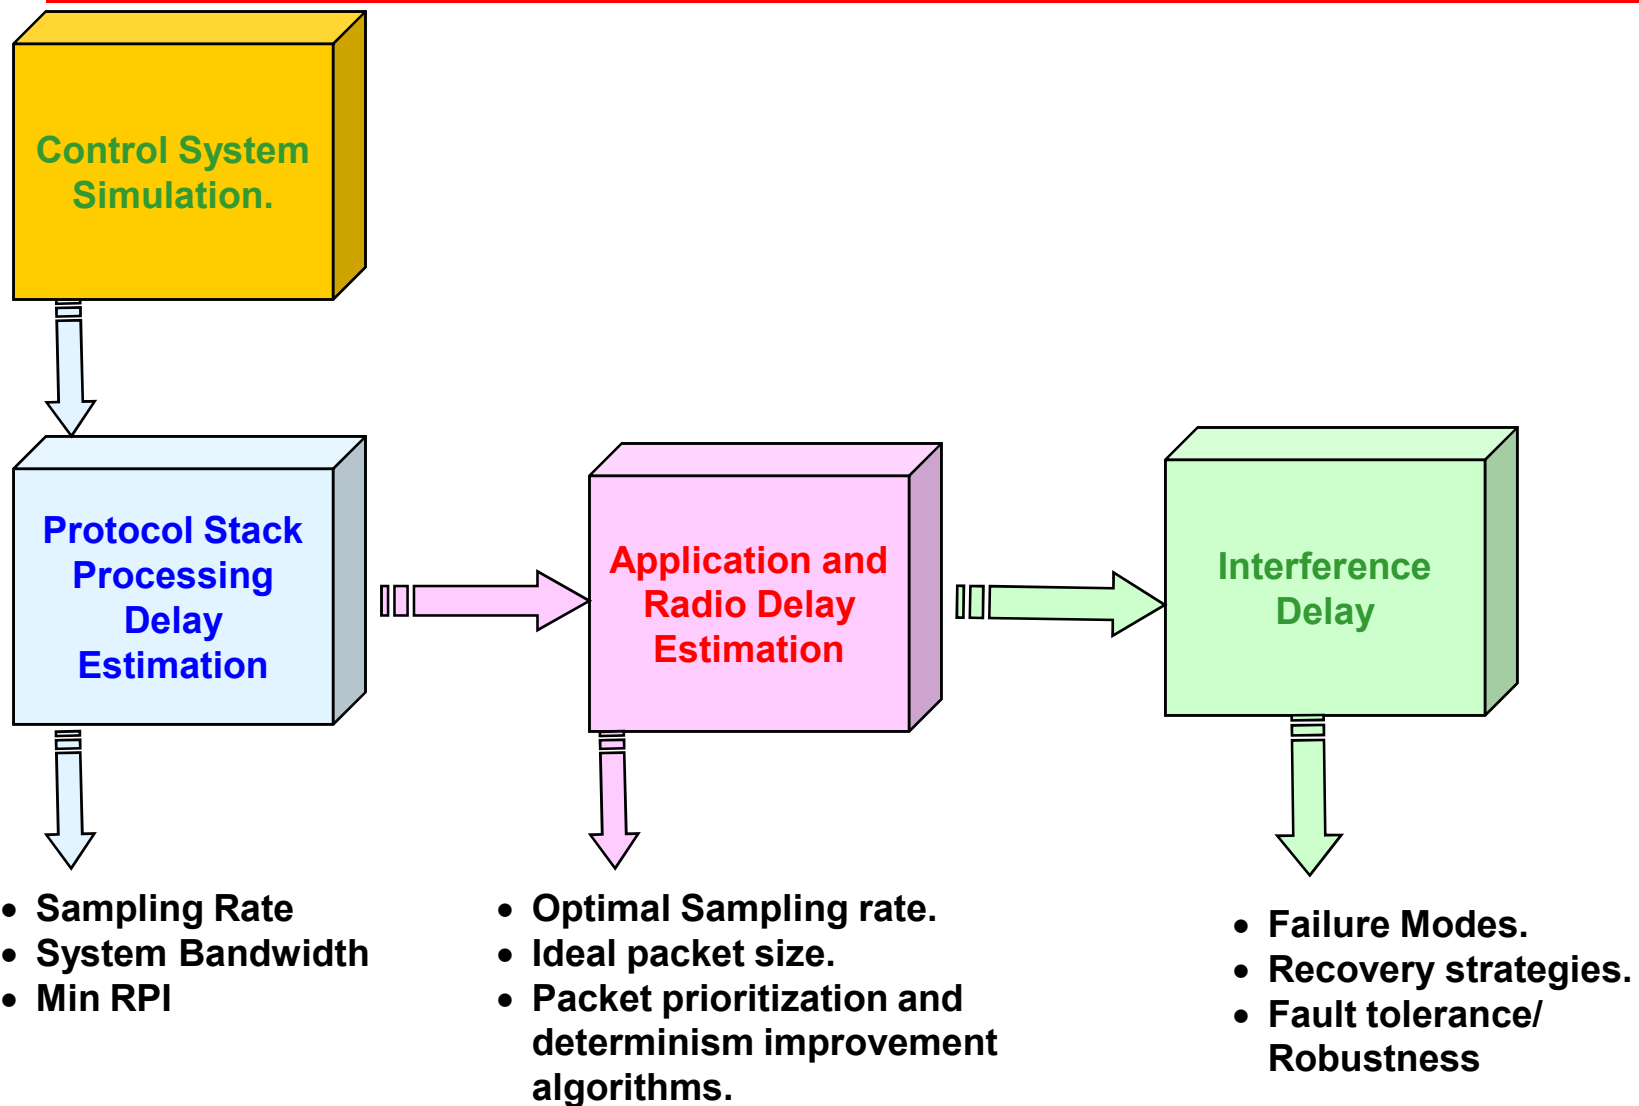 Control System
Simulation.
Protocol Stack
Processing
Delay
Estimation
Application and
Radio Delay
Estimation
Interference
Delay
• Sampling Rate
• System Bandwidth
• Min RPI
• Optimal Sampling rate.
• Ideal packet size.
• Packet prioritization and
determinism improvement
algorithms.
• Failure Modes.
• Recovery strategies.
• Fault tolerance/
Robustness